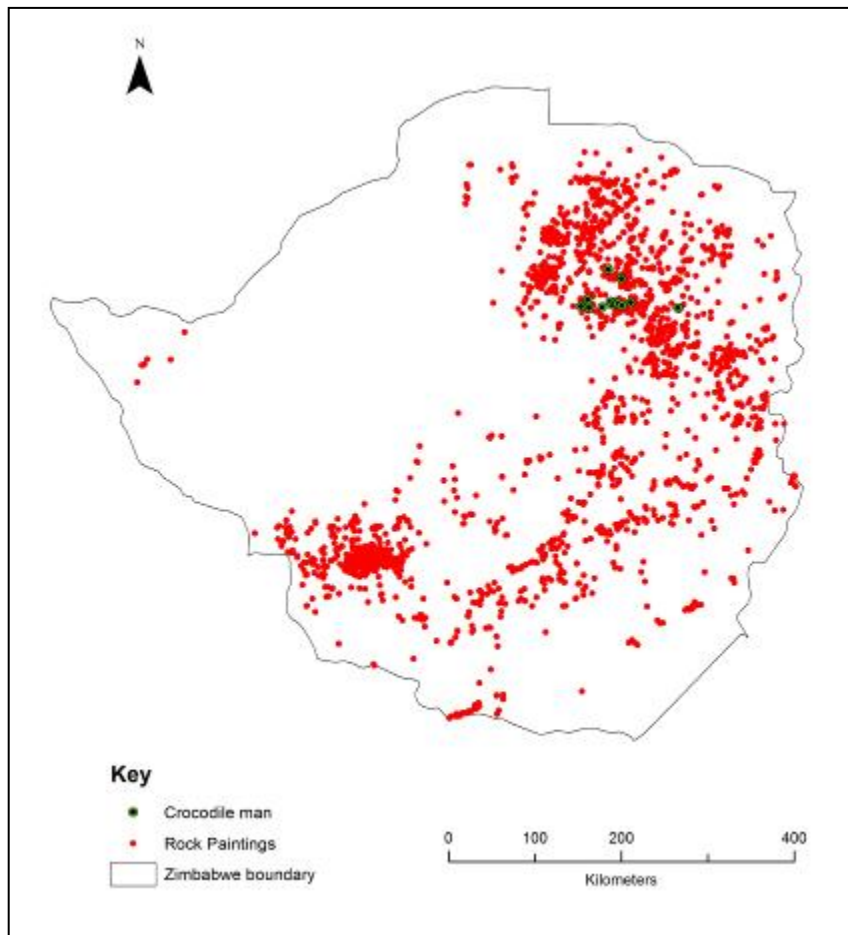 N
Key
Crocodile man
Rock Paintings
Zimbabwe boundary
0 100 200 400
Kilometers